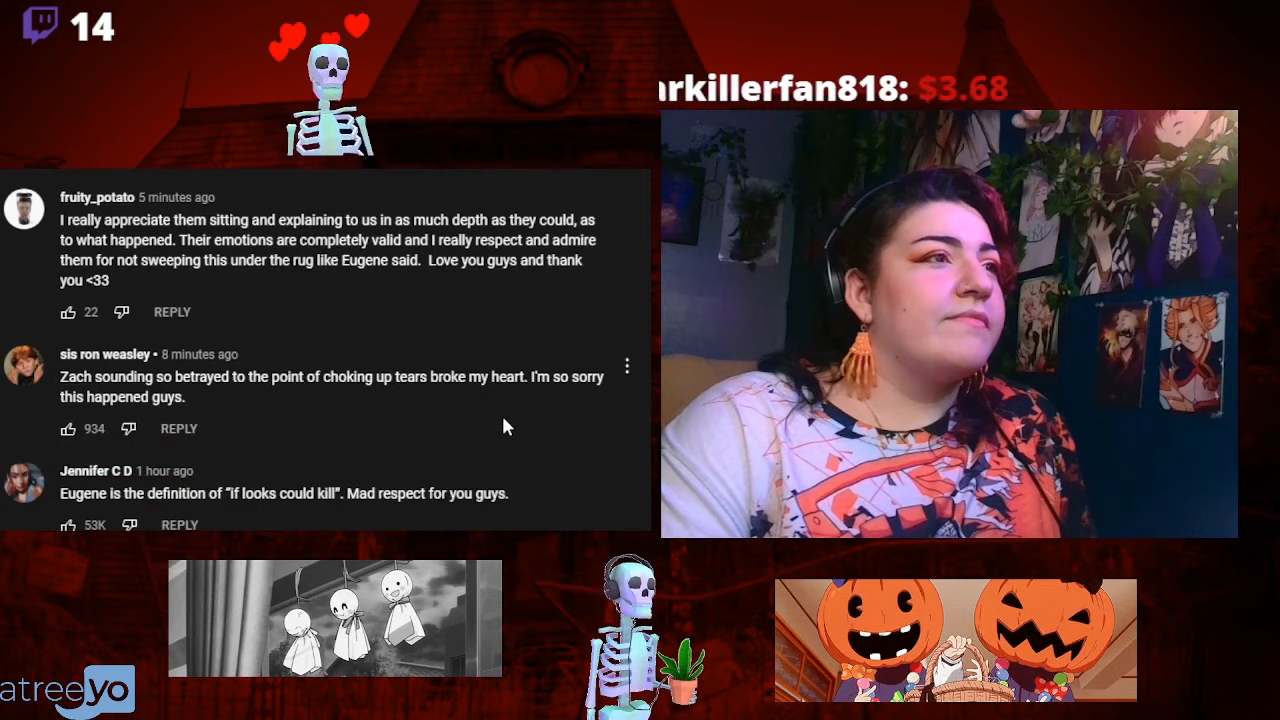 14
arkillerfan818: $3.68
fruity_potato 5 minutes ago
I really appreciate them sitting and explaining to us in as much depth as they could, as
to what happened. Their emotions are completely valid and I really respect and admire
them for not sweeping this under the rug like Eugene said.  Love you guys and thank
you <33
22 REPLY
sis ron weasley • 8 minutes ago
Zach sounding so betrayed to the point of choking up tears broke my heart. I'm so sorry
this happened guys.
934 REPLY
Jennifer C D 1 hour ago
Eugene is the definition of “if looks could kill”. Mad respect for you guys.
53K REPLY
atreeyo